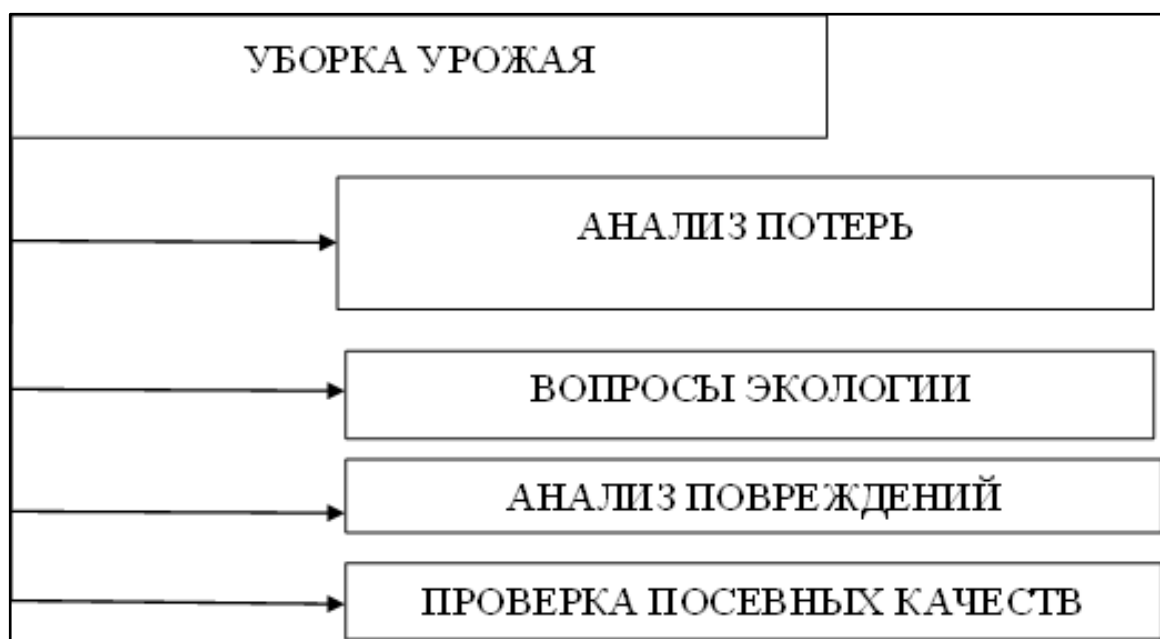 УБОРКА УРОЖАЯ
АНАЛИЗ ПОТЕРЬ
ВОПРОСЫ ЭКОЛОГИИ
АНАЛИЗ ПОВРЕЖДЕНИЙ
ПРОВЕРКА ПОСЕВНЫХ КАЧЕСТВ